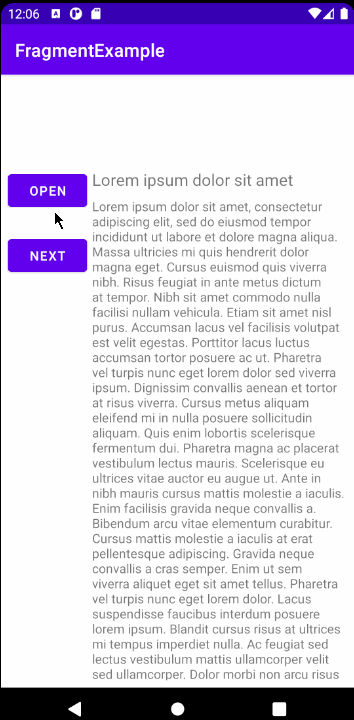 12:06
FragmentExample
OPEN
NEXT
Lorem ipsum dolor sit amet
Lorem ipsum dolor sit amet, consectetur
adipiscing elit, sed do eiusmod tempor
incididunt ut labore et dolore magna aliqua.
Massa ultricies mi quis hendrerit dolor
magna eget. Cursus euismod quis viverra
nibh. Risus feugiat in ante metus dictum
at tempor. Nibh sit amet commodo nulla
facilisi nullam vehicula. Etiam sit amet nisl
purus. Accumsan lacus vel facilisis volutpat
est velit egestas. Porttitor lacus luctus
accumsan tortor posuere ac ut. Pharetra
vel turpis nunc eget lorem dolor viverra
ipsum. Dignissim convallis aenean et tortor
at risus viverra. Cursus metus aliquam
eleifend mi in nulla posuere sollicitudin
aliquam. Quis enim lobortis scelerisque
fermentum dui. Pharetra magna ac placerat
vestibulum lectus mauris. Scelerisque eu
ultrices vitae auctor eu augue ut. Ante in
nibh mauris cursus mattis molestie a iaculis.
Enim facilisis gravida neque convallis a.
Bibendum arcu vitae elementum curabitur.
Cursus mattis molestie a iaculis at erat
pellentesque adipiscing. Gravida neque
convallis a cras semper. Enim ut sem
viverra aliquet eget sit amet tellus. Pharetra
vel turpis nunc eget lorem dolor. Lacus
suspendisse faucibus interdum posuere
lorem ipsum. Blandit cursus risus at ultrices
mi tempus imperdiet nulla. Ac feugiat sed
lectus vestibulum mattis ullamcorper velit
sed ullamcorper. Dolor morbi non arcu risus